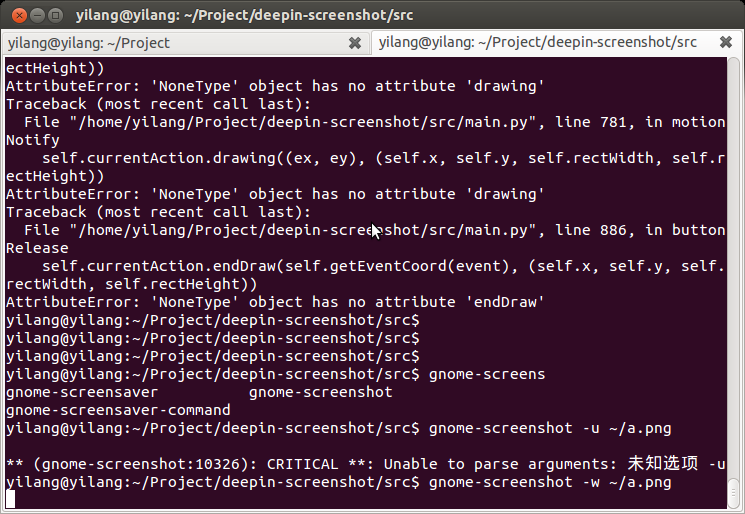 yilang@yilang: ~/Project/deepin-screenshot/src
yilang@yilang: ~/Project
yilang@yilang: ~/Project/deepin-screenshot/src
ectHeight))
AttributeError: 'NoneType' object has no attribute 'drawing'
Traceback (most recent call last):
  File "/home/yilang/Project/deepin-screenshot/src/main.py", line 781, in motion
Notify
    self.currentAction.drawing((ex, ey), (self.x, self.y, self.rectWidth, self.r
ectHeight))
AttributeError: 'NoneType' object has no attribute 'drawing'
Traceback (most recent call last):
  File "/home/yilang/Project/deepin-screenshot/src/main.py", line 886, in button
Release
    self.currentAction.endDraw(self.getEventCoord(event), (self.x, self.y, self.
rectWidth, self.rectHeight))
AttributeError: 'NoneType' object has no attribute 'endDraw'
yilang@yilang:~/Project/deepin-screenshot/src$
yilang@yilang:~/Project/deepin-screenshot/src$
yilang@yilang:~/Project/deepin-screenshot/src$
yilang@yilang:~/Project/deepin-screenshot/src$ gnome-screens
gnome-screensaver          gnome-screenshot
gnome-screensaver-command
yilang@yilang:~/Project/deepin-screenshot/src$ gnome-screenshot -u ~/a.png
** (gnome-screenshot:10326): CRITICAL **: Unable to parse arguments: 未知选项 -u
yilang@yilang:~/Project/deepin-screenshot/src$ gnome-screenshot -w ~/a.png